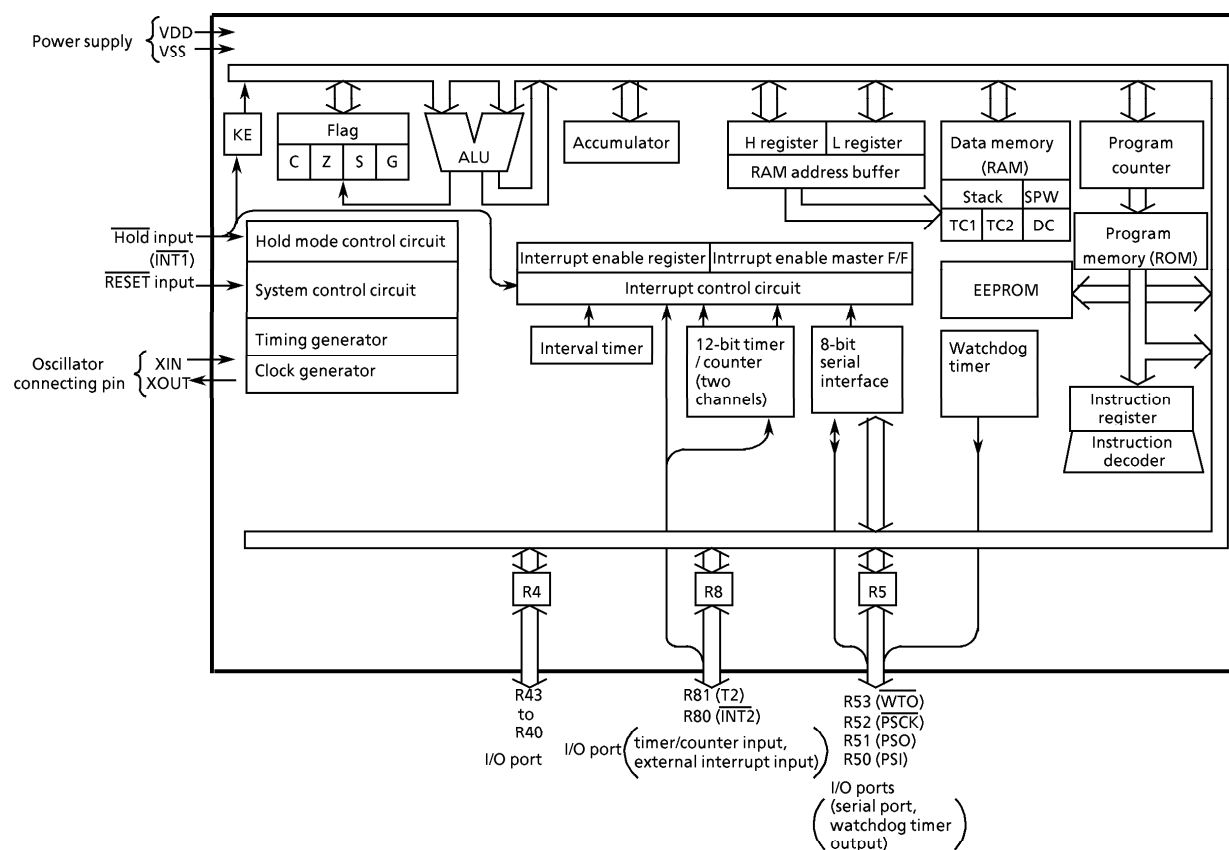 Power supply
VDD
VSS
KE
Flag
C Z S G
ALU
Accumulator
H register L register
RAM address buffer
Data memory
(RAM)
Stack SPW
TC1 TC2 DC
Program
counter
Program
memory (ROM)
EEPROM
Instruction
register
Instruction
decoder
Hold input
(INT1)
RESET input
Oscillator
connecting pin
XIN
XOUT
Hold mode control circuit
System control circuit
Timing generator
Clock generator
Interrupt enable register Intrrupt enable master F/F
Interrupt control circuit
Interval timer
12-bit timer
/ counter
(two
channels)
8-bit
serial
interface
Watchdog
timer
R4
R8
R5
R43
to
R40
I/O port
R81 (T2)
R80 (INT2)
I/O port (timer/counter input,
external interrupt input)
R53 (WTO)
R52 (PSCK)
R51 (PSO)
R50 (PSI)
I/O ports
(serial port,
watchdog timer
output)